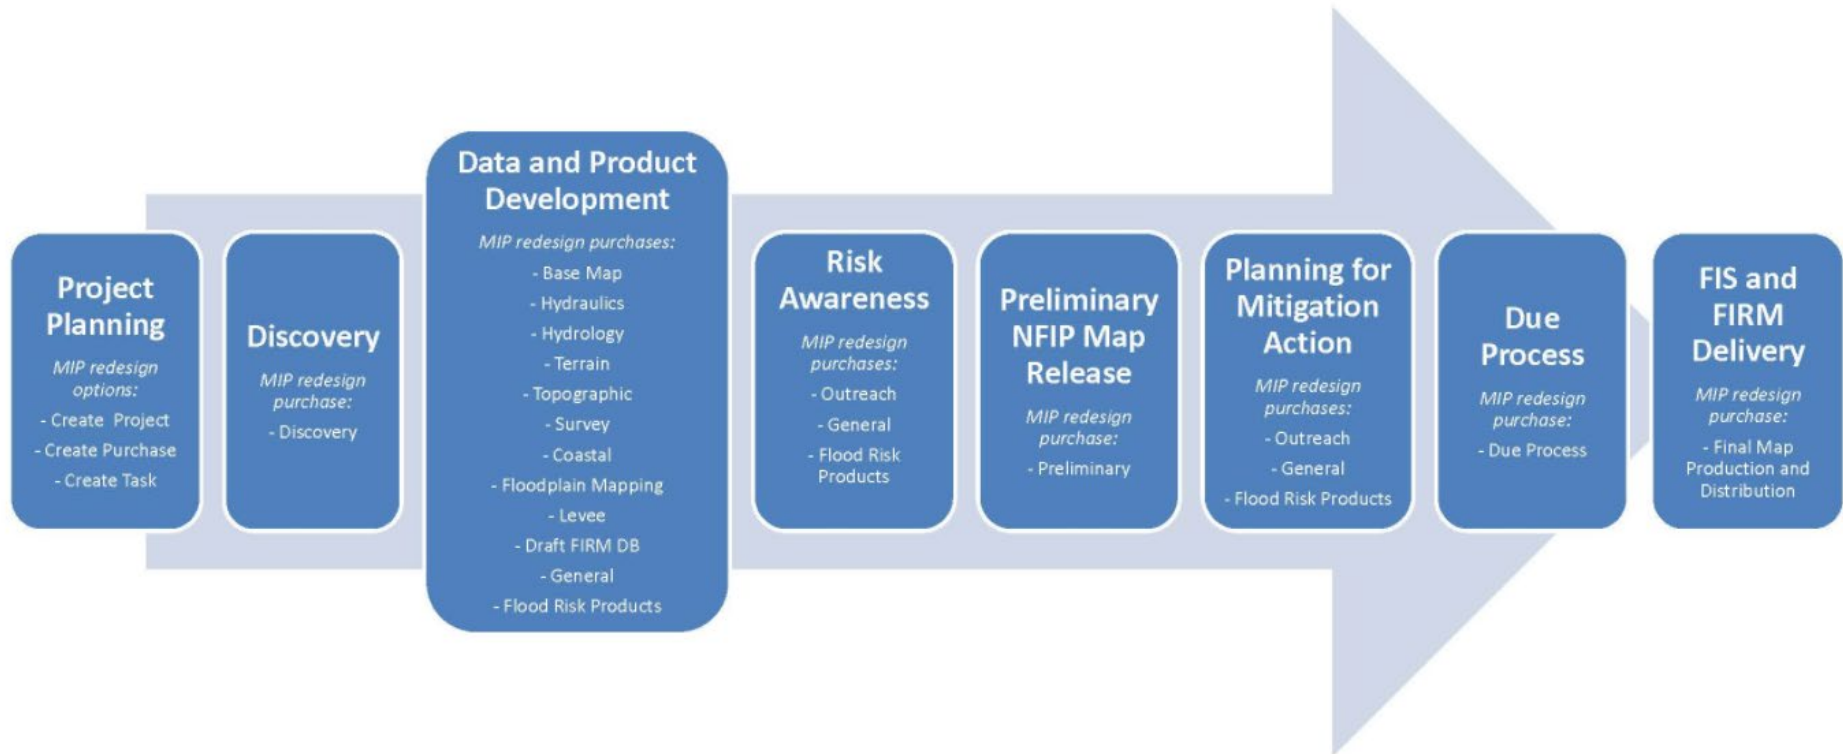 Project
Planning
MIP redesign
options:
- Create Project
- Create Purchase
- Create Task
Discovery
MIP redesign
purchase:
- Discovery
Data and Product
Development
MIP redesign purchases:
- Base Map
- Hydraulics
- Hydrology
- Terrain
- Topographic
- Survey
- Coastal
- Floodplain Mapping
- Levee
- Draft FIRM DB
- General
- Flood Risk Products
Risk
Awareness
MIP redesign
purchases:
- Outreach
- General
- Flood Risk
Products
Preliminary
NFIP Map
Release
MIP redesign
purchase:
- Preliminary
Planning for
Mitigation
Action
MIP redesign
purchases:
- Outreach
- General
- Flood Risk Products
Due
Process
MIP redesign
purchase:
- Due Process
FIS and
FIRM
Delivery
MIP redesign
purchase:
- Final Map
Production and
Distribution